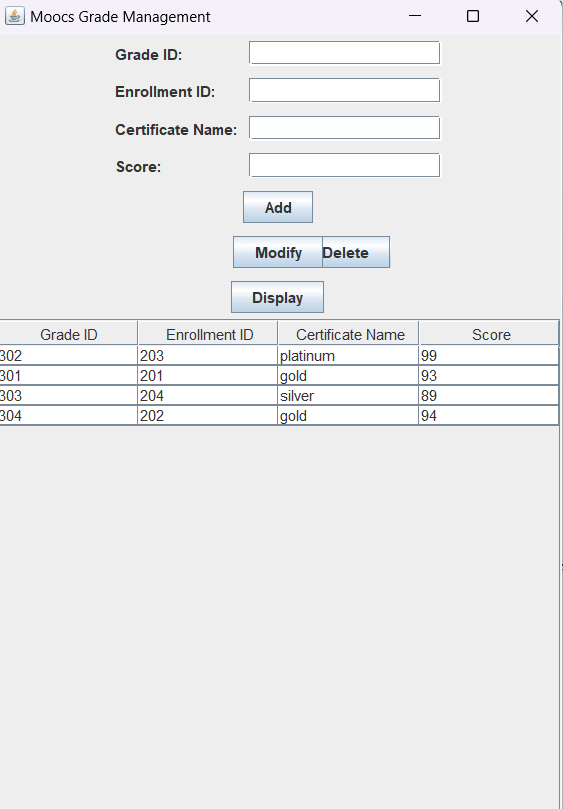 Moocs Grade Management
Grade ID:
Enrollment ID:
Certificate Name:
Score:
Add
Modify Delete
Display
Grade ID Enrollment ID Certificate Name Score
302 203 platinum 99
301 201 gold 93
303 204 silver 89
304 202 gold 94